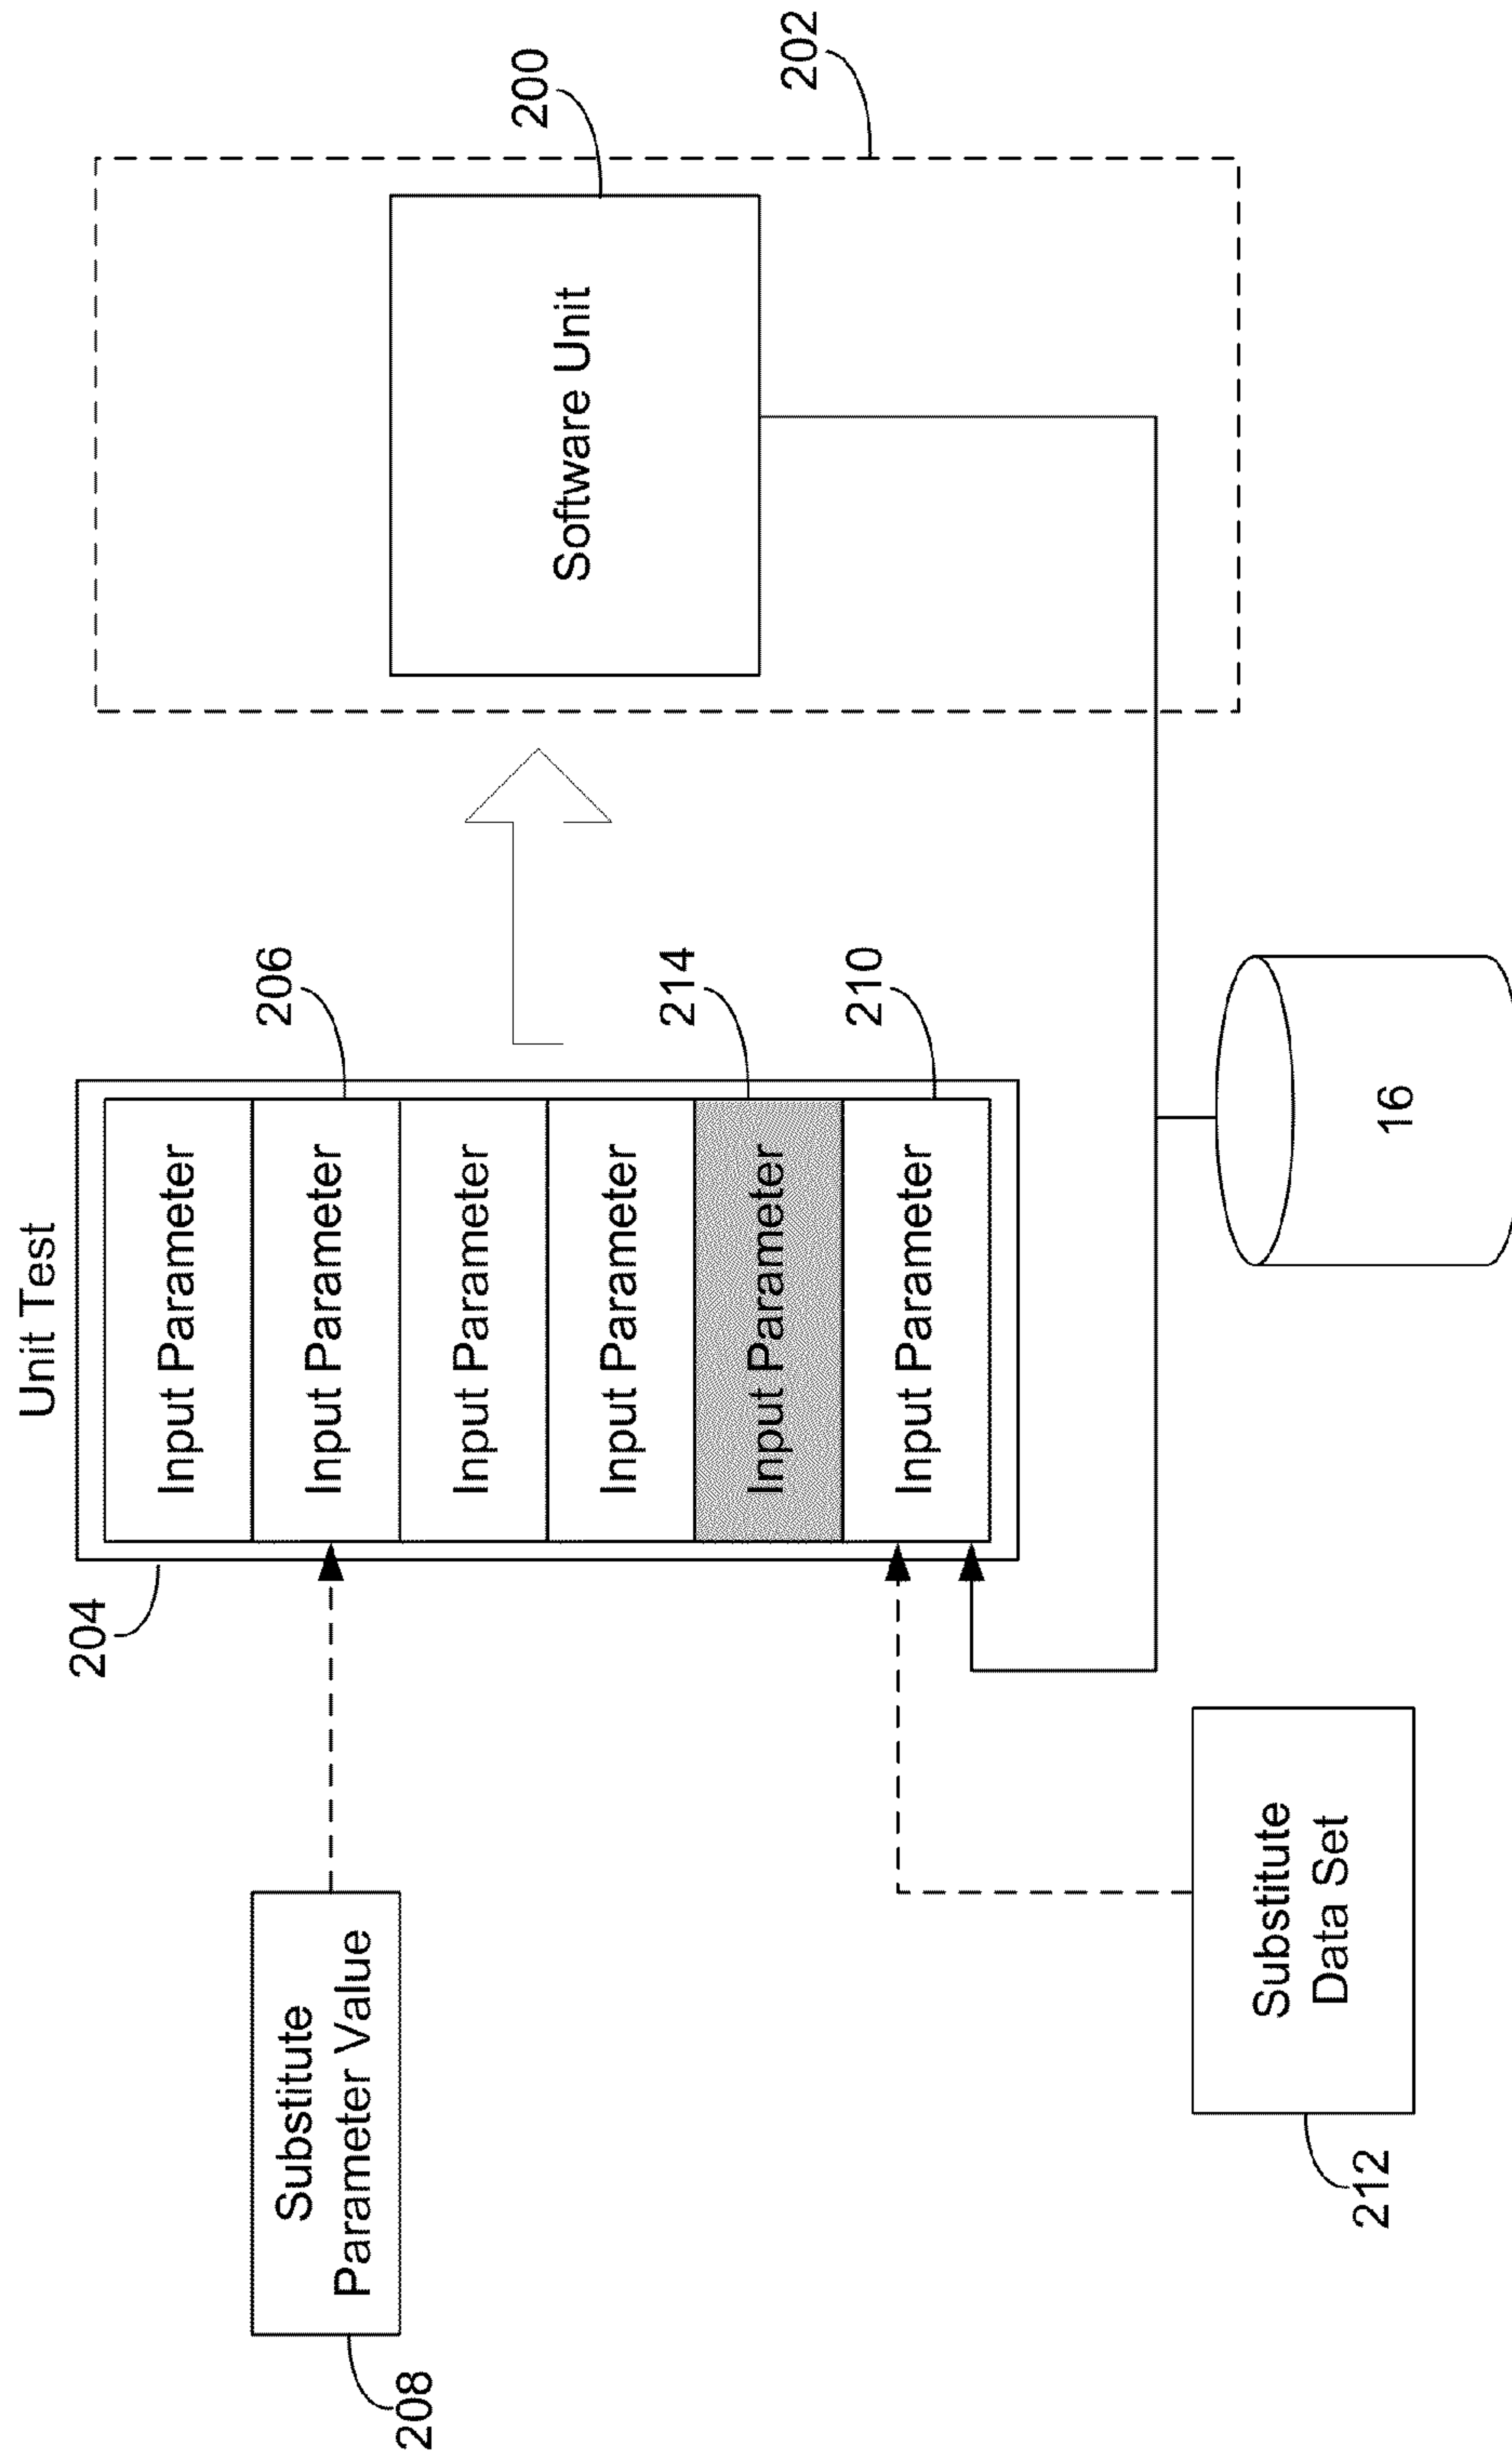 Unit Test
204
Input Parameter
Input Parameter
206
Input Parameter
Input Parameter
Input Parameter
214
Input Parameter
210
Substitute
Parameter Value
208
Substitute
Data Set
212
16
Software Unit
200
202